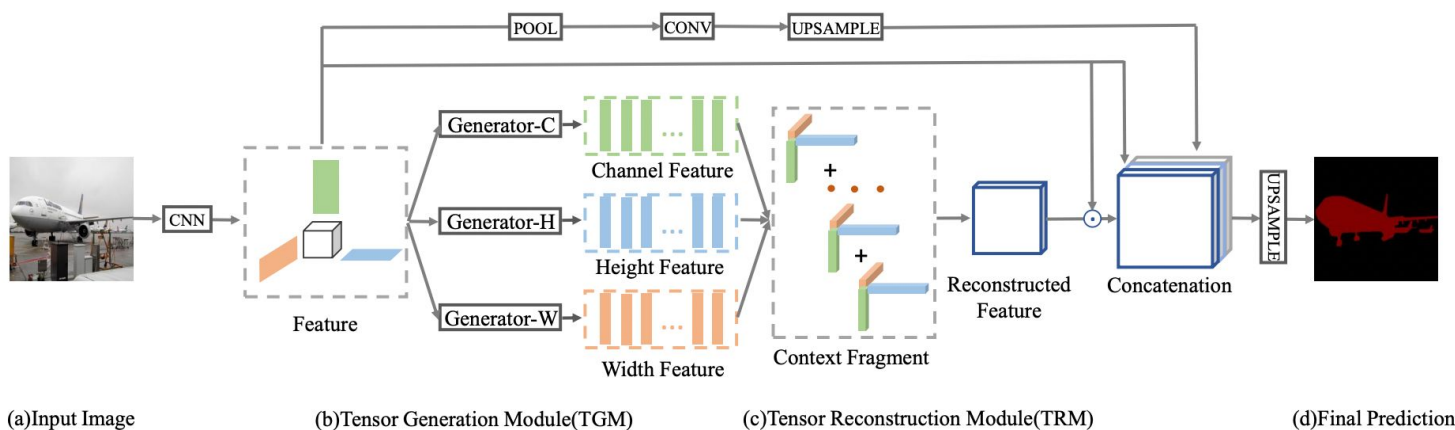 POOL
CONV
UPSAMPLE
Generator-C
Channel Feature
CNN
Generator-H
Height Feature
Generator-W
Width Feature
Feature
+
+
Context Fragment
Reconstructed
Feature
Concatenation
UPSAMPLE
(a)Input Image
(b)Tensor Generation Module(TGM)
(c)Tensor Reconstruction Module(TRM)
(d)Final Prediction